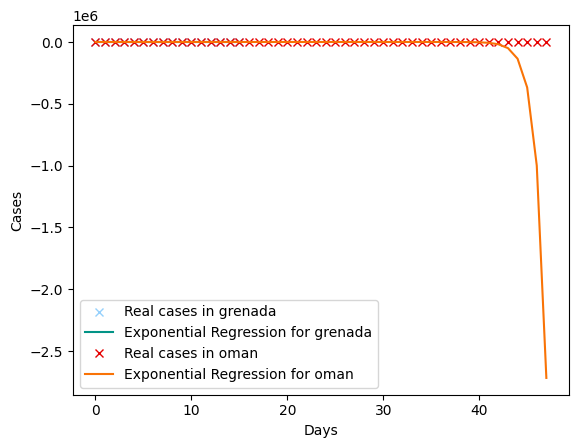 1e6
0.0
−0.5
−1.0
−1.5
−2.0
−2.5
Cases
Real cases in grenada
Exponential Regression for grenada
Real cases in oman
Exponential Regression for oman
0 10 20 30 40
Days